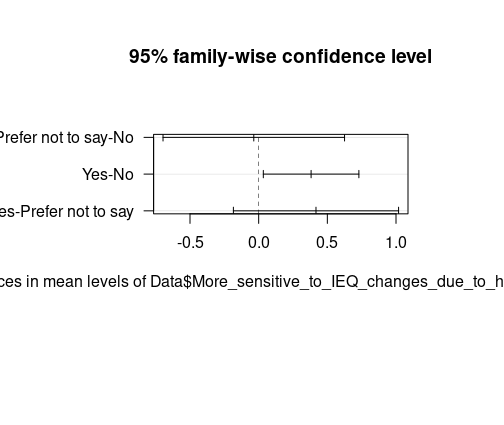 95% family-wise confidence level
Prefer not to say-No
Yes-No
es-Prefer not to say
-0.5 0.0 0.5 1.0
ces in mean levels of Data$More_sensitive_to_IEQ_changes_due_to_h